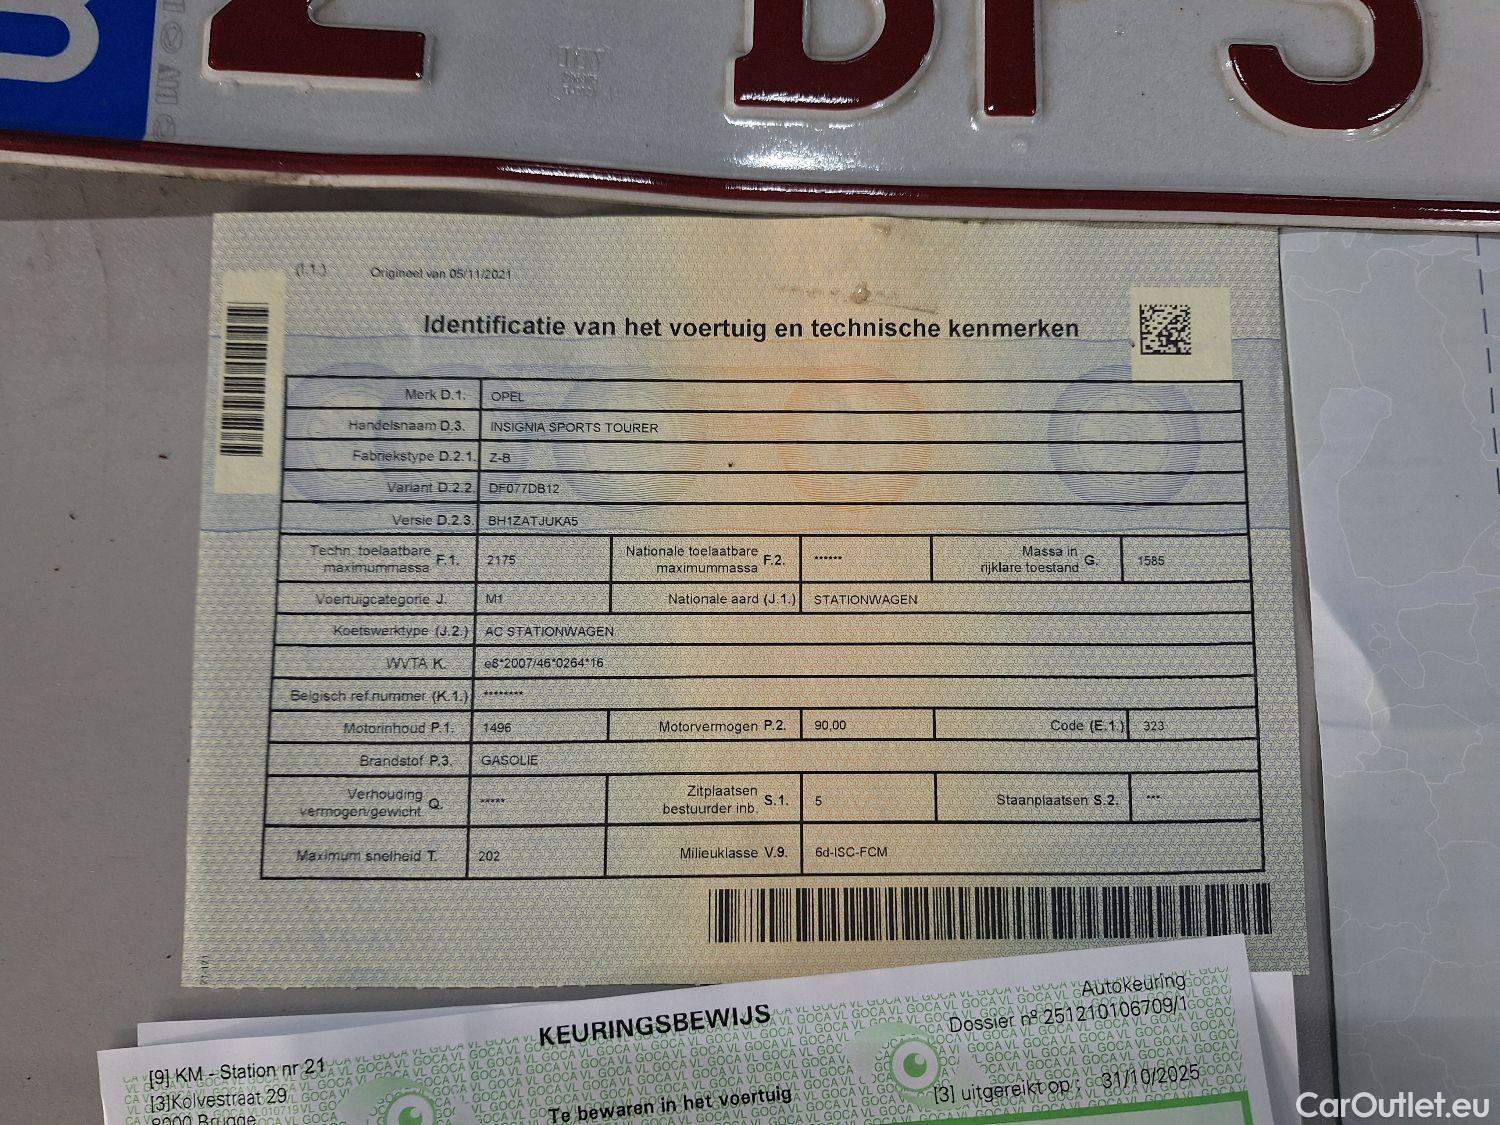 (I.1.) Origineel van 05/11/2021
Identificatie van het voertuig en technische kenmerken
Merk D.1. OPEL
Handelsnaam D.3. INSIGNIA SPORTS TOURER
Fabriekstype D.2.1. Z-B
Variant D.2.2. DF077DB12
Versie D.2.3. BH1ZATJUKA5
Techn. toelaatbare maximummassa F.1. 2175 Nationale toelaatbare maximummassa F.2. ****** Massa in rijklare toestand G. 1585
Voertuigcategorie J. M1 Nationale aard (J.1.) STATIONWAGEN
Koetswerktype (J.2.) AC STATIONWAGEN
WVTA K. e8*2007/46*0264*16
Belgisch ref.nummer (K.1.) ********
Motorinhoud P.1. 1496 Motorvermogen P.2. 90,00 Code (E.1.) 323
Brandstof P.3. GASOLIE
Verhouding vermogen/gewicht Q. ***** Zitplaatsen bestuurder inb. S.1. 5 Staanplaatsen S.2. ***
Maximum snelheid T. 202 Milieuklasse V.9. 6d-ISC-FCM
KEURINGSBEWIJS
Autokeuring
Dossier n° 251210106709/1
[9] KM - Station nr 21
[3] Kolvestraat 29
8000 Brugge
Te bewaren in het voertuig
[3] uitgereikt op : 31/10/2025
CarOutlet.eu